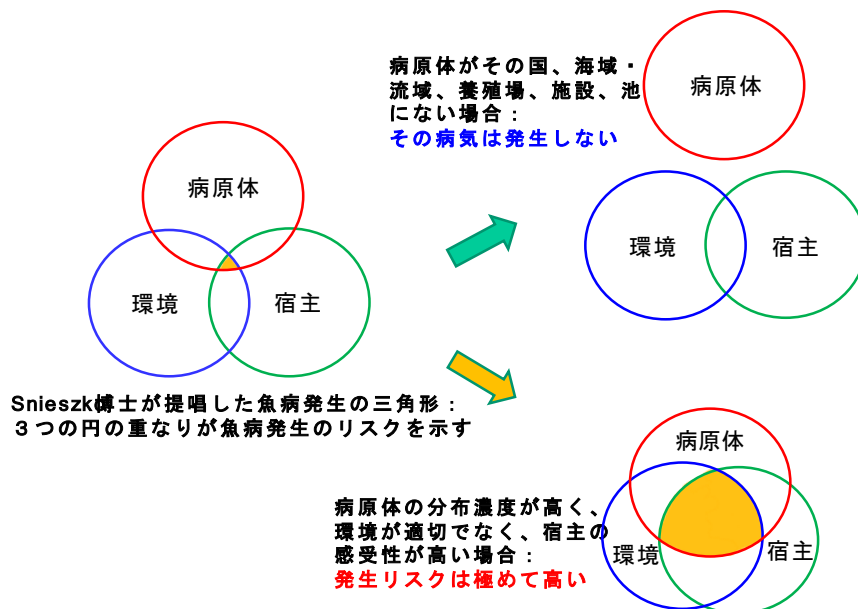 病原体がその国、海域・
流域、養殖場、施設、池
にない場合：
その病気は発生しない
病原体
環境
宿主
病原体
環境
宿主
Snieszk博士が提唱した魚病発生の三角形：
３つの円の重なりが魚病発生のリスクを示す
病原体の分布濃度が高く、
環境が適切でなく、宿主の
感受性が高い場合：
発生リスクは極めて高い
病原体
環境
宿主